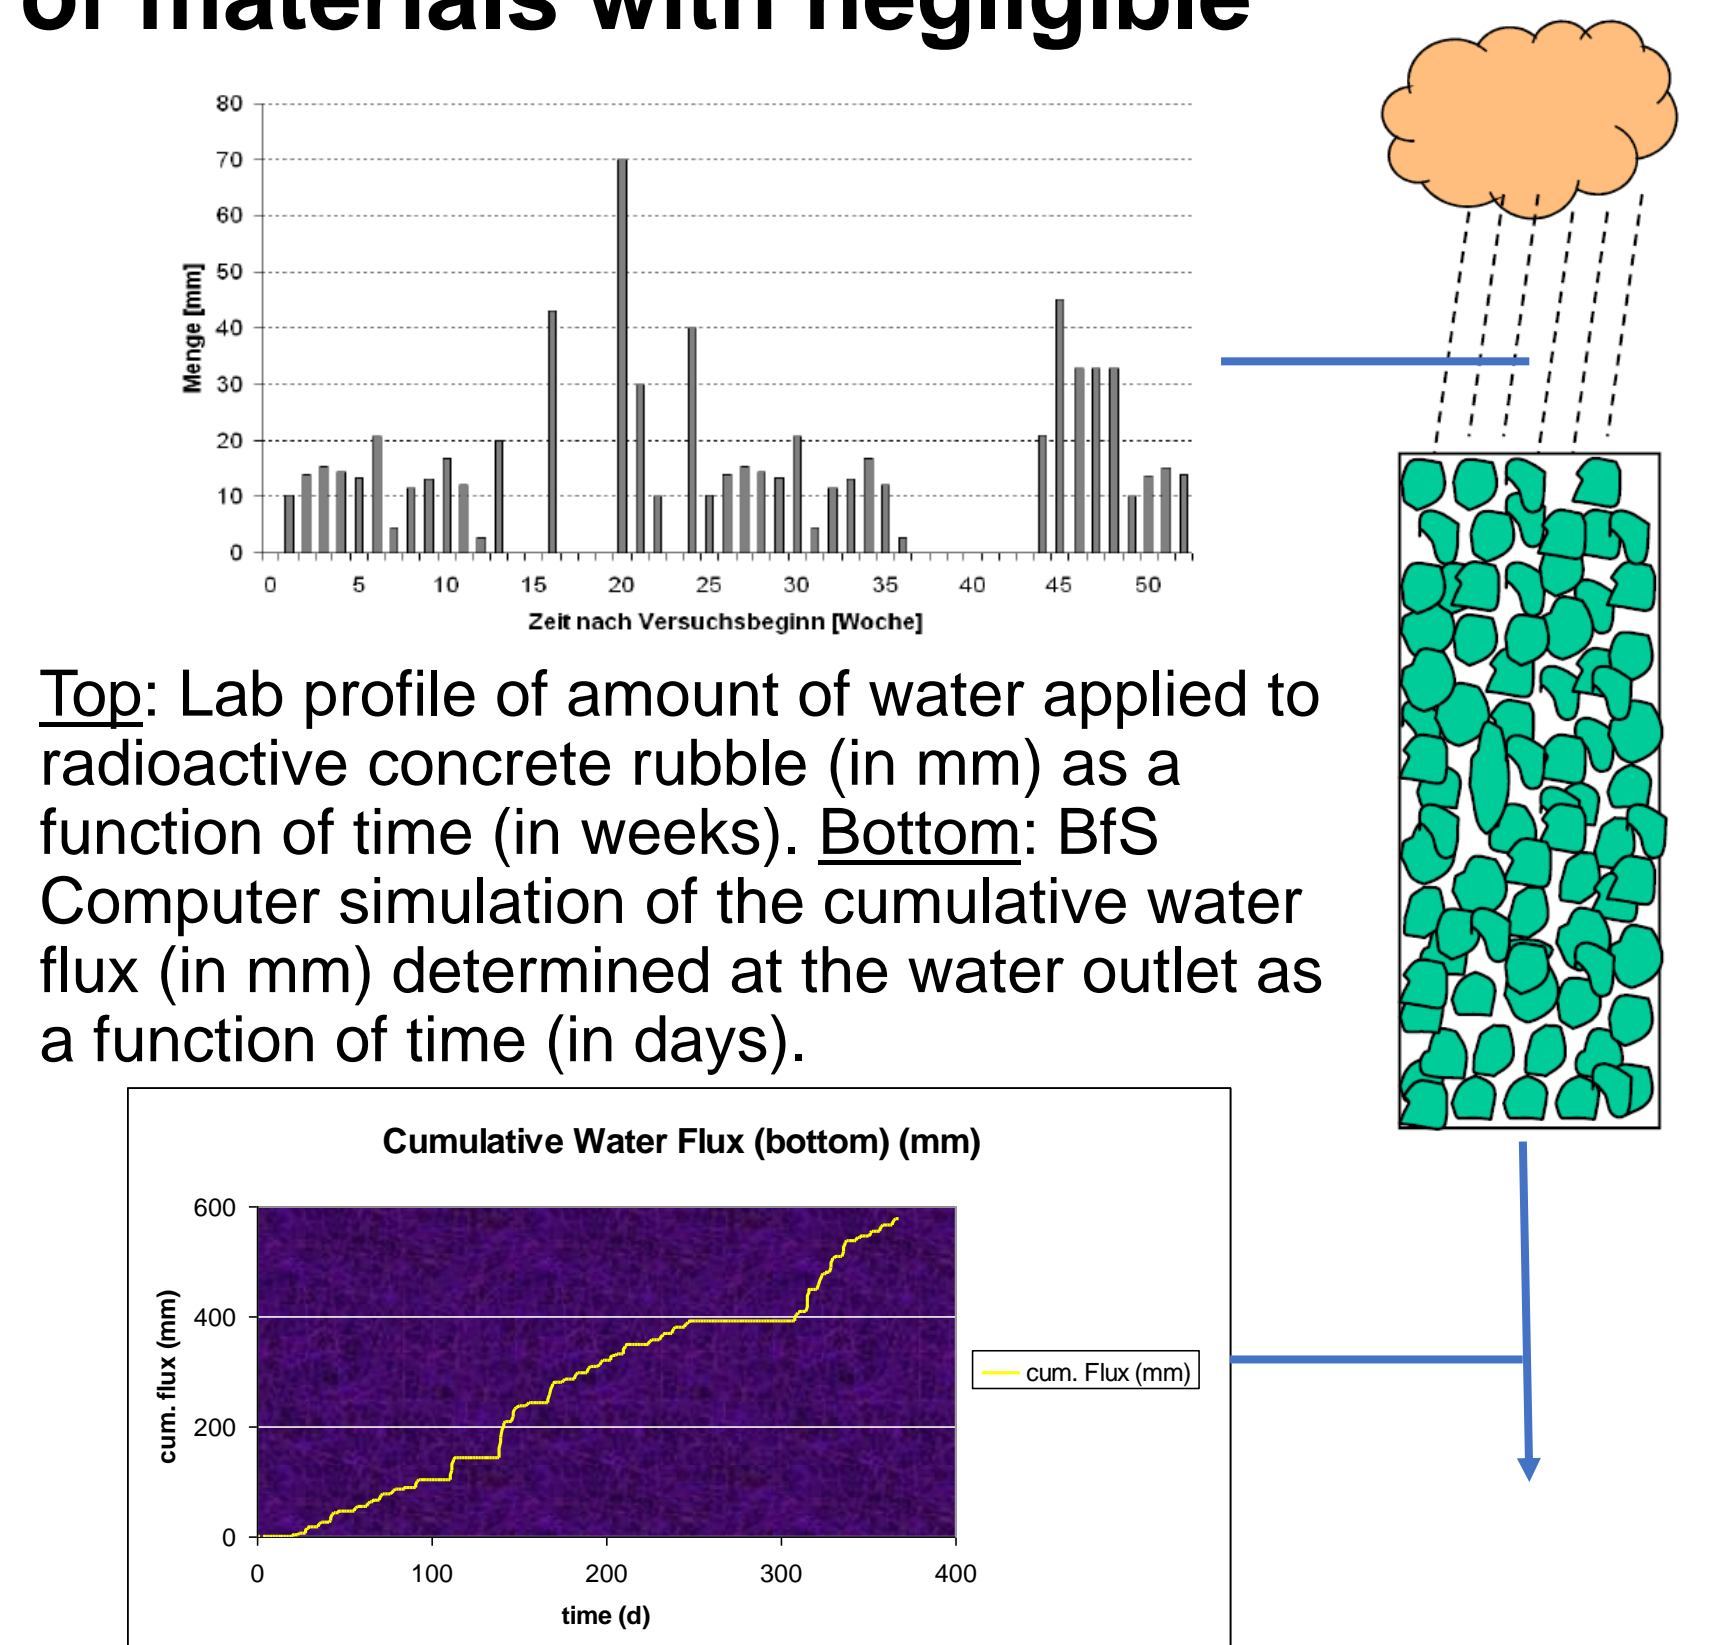 of materials with negligible
80
70
60
50
40
30
20
10
0
Menge [mm]
0 5 10 15 20 25 30 35 40 45 50
Zeit nach Versuchsbeginn [Woche]
Top: Lab profile of amount of water applied to
radioactive concrete rubble (in mm) as a
function of time (in weeks). Bottom: BfS
Computer simulation of the cumulative water
flux (in mm) determined at the water outlet as
a function of time (in days).
Cumulative Water Flux (bottom) (mm)
600
400
200
0
cum. flux (mm)
cum. Flux (mm)
0 100 200 300 400
time (d)